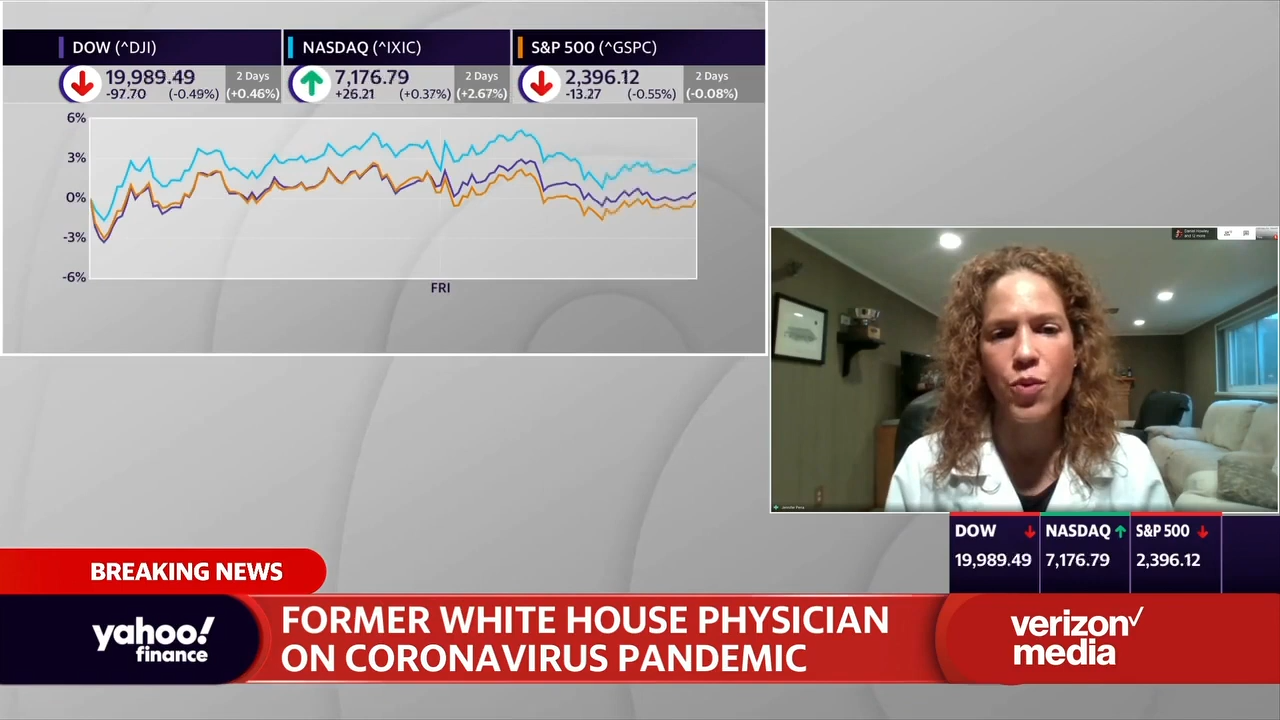 DOW (^DJI)
19,989.49
-97.70 (-0.49%)
2 Days
(+0.46%)
NASDAQ (^IXIC)
7,176.79
+26.21 (+0.37%)
2 Days
(+2.67%)
S&P 500 (^GSPC)
2,396.12
-13.27 (-0.55%)
2 Days
(-0.08%)
6%
3%
0%
-3%
-6%
FRI
DOW
19,989.49
NASDAQ
7,176.79
S&P 500
2,396.12
BREAKING NEWS
yahoo!
finance
FORMER WHITE HOUSE PHYSICIAN
ON CORONAVIRUS PANDEMIC
verizon✓
media